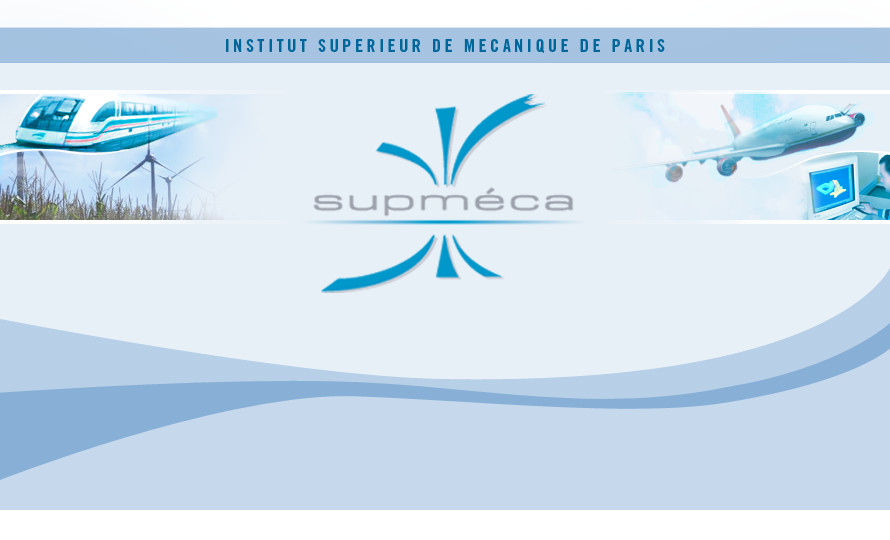 INSTITUT SUPERIEUR DE MECANIQUE DE PARIS
supméca